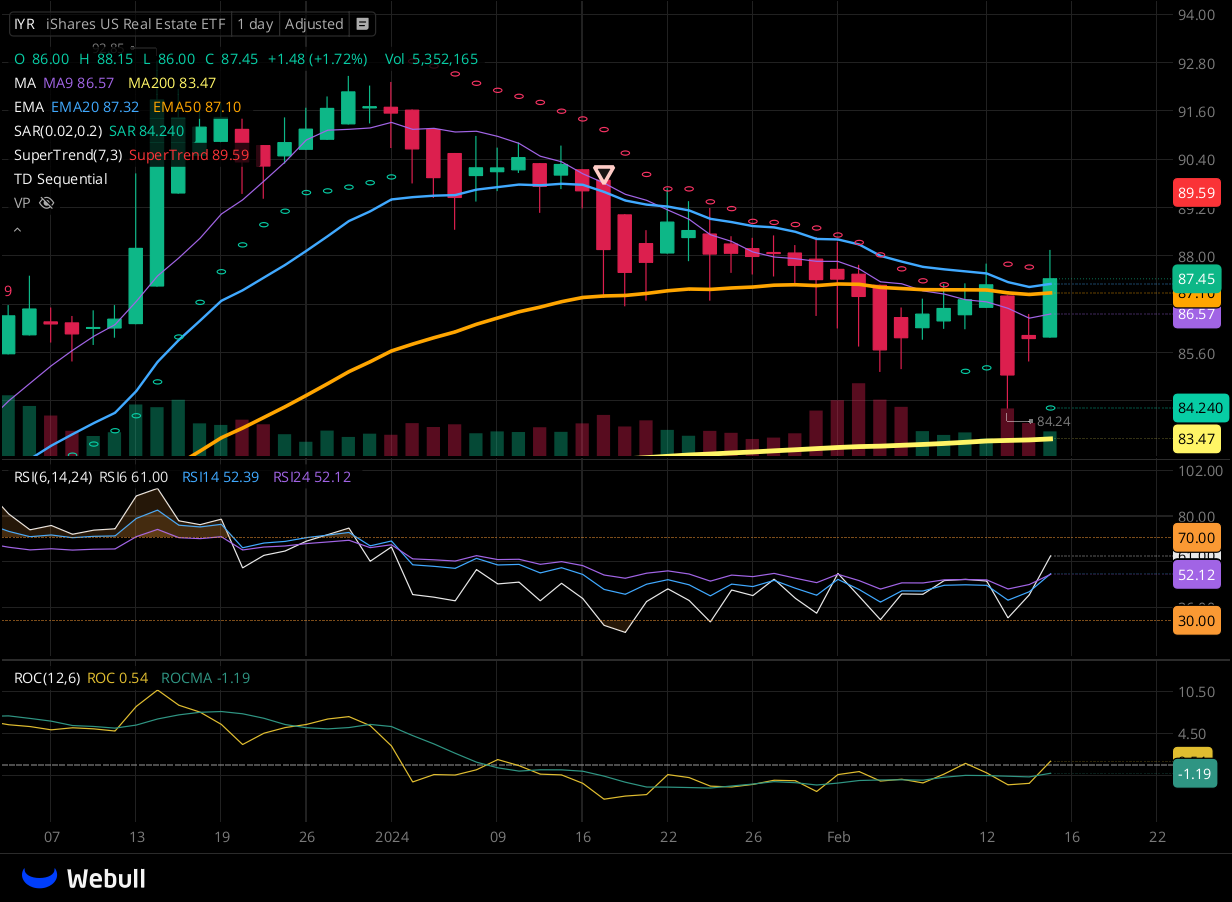 IYR iShares US Real Estate ETF 1 day Adjusted
94.00
O 86.00 H 88.15 L 86.00 C 87.45 +1.48 (+1.72%) Vol 5,352,165
92.80
MA MA9 86.57 MA200 83.47
EMA EMA20 87.32 EMA50 87.10
91.60
SAR(0.02,0.2) SAR 84.240
SuperTrend(7,3) SuperTrend 89.59
90.40
TD Sequential
89.59
VP
89.20
88.00
87.45
9
87.10
86.57
85.60
84.240
84.24
83.47
RSI(6,14,24) RSI6 61.00 RSI14 52.39 RSI24 52.12
102.00
80.00
70.00
52.12
30.00
ROC(12,6) ROC 0.54 ROCMA -1.19
10.50
4.50
-1.19
07 13 19 26 2024 09 16 22 26 Feb 12 16 22
Webull